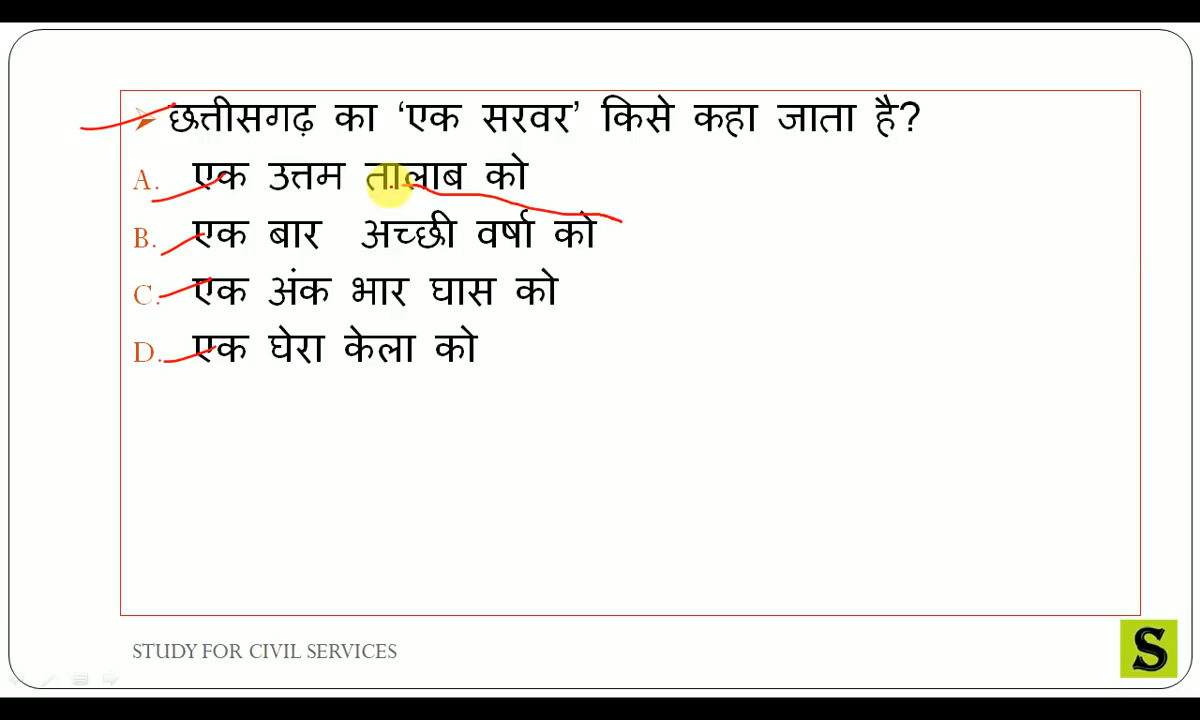 छत्तीसगढ़ का ‘एक सरवर’ किसे कहा जाता है?
A. एक उत्तम तालाब को
B. एक बार अच्छी वर्षा को
C. एक अंक भार घास को
D. एक घेरा केला को
STUDY FOR CIVIL SERVICES
S